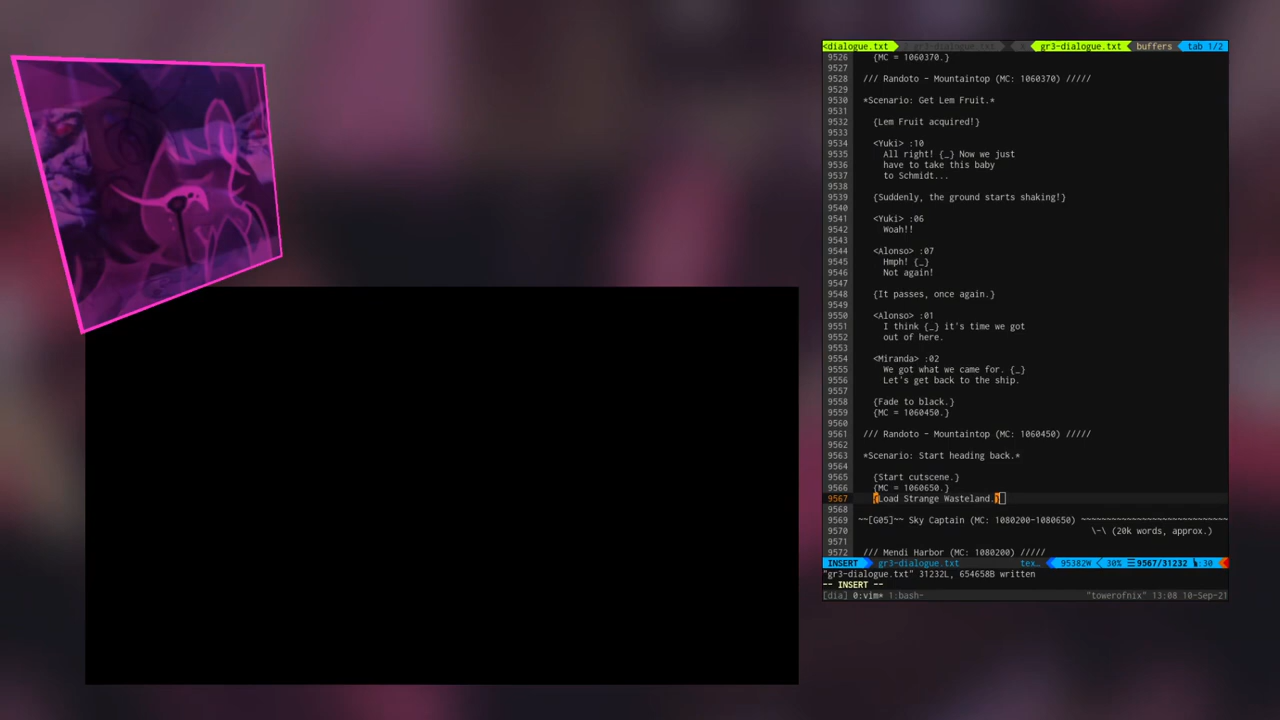 <dialogue.txt gr3-dialogue.txt gr3-dialogue.txt buffers tab 1/2
9526 {MC = 1060370.}
9527
9528 /// Randoto - Mountaintop (MC: 1060370) /////
9529
9530 *Scenario: Get Lem Fruit.*
9531
9532 {Lem Fruit acquired!}
9533
9534 <Yuki> :10
9535 All right! {_} Now we just
9536 have to take this baby
9537 to Schmidt...
9538
9539 {Suddenly, the ground starts shaking!}
9540
9541 <Yuki> :06
9542 Woah!!
9543
9544 <Alonso> :07
9545 Hmph! {_}
9546 Not again!
9547
9548 {It passes, once again.}
9549
9550 <Alonso> :01
9551 I think {_} it's time we got
9552 out of here.
9553
9554 <Miranda> :02
9555 We got what we came for. {_}
9556 Let's get back to the ship.
9557
9558 {Fade to black.}
9559 {MC = 1060450.}
9560
9561 /// Randoto - Mountaintop (MC: 1060450) /////
9562
9563 *Scenario: Start heading back.*
9564
9565 {Start cutscene.}
9566 {MC = 1060650.}
9567 {Load Strange Wasteland.}
9568
9569 ~~[G05]~~ Sky Captain (MC: 1080200-1080650) ~~~~~~~~~~~~~~~~~~~~~~~~~~~~~
9570 \-\ (20k words, approx.)
9571
9572 /// Mendi Harbor (MC: 1080200) /////
INSERT gr3-dialogue.txt tex… 95382W 30% ☰ 9567/31232 :30
"gr3-dialogue.txt" 31232L, 654658B written
-- INSERT --
[dia] 0:vim* 1:bash- "towerofnix" 13:08 10-Sep-21